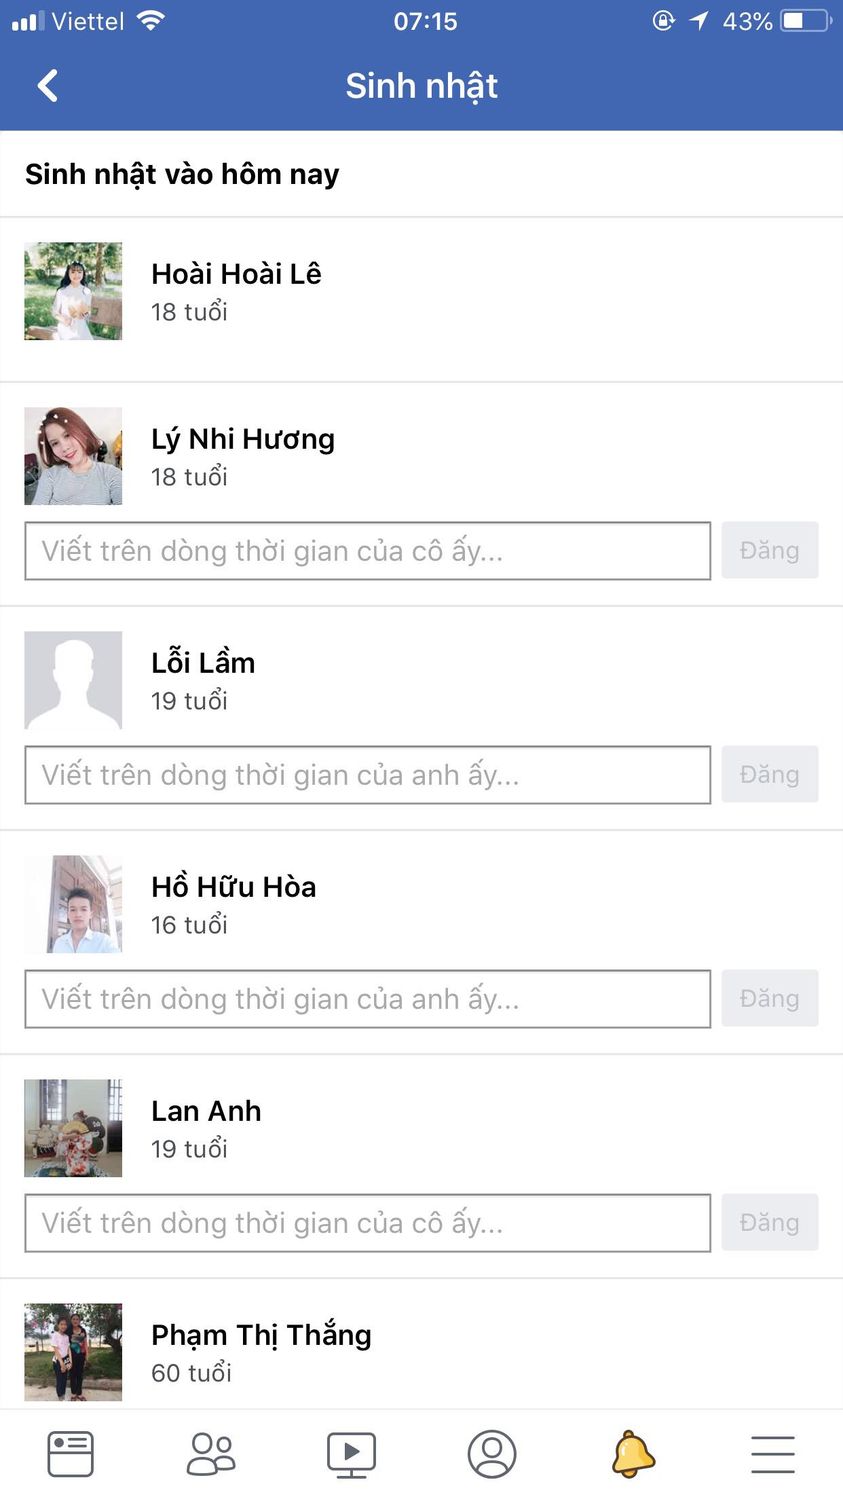 Viettel 07:15 43%
Sinh nhật
Sinh nhật vào hôm nay
Hoài Hoài Lê
18 tuổi
Lý Nhi Hương
18 tuổi
Viết trên dòng thời gian của cô ấy...
Đăng
Lỗi Lầm
19 tuổi
Viết trên dòng thời gian của anh ấy...
Đăng
Hồ Hữu Hòa
16 tuổi
Viết trên dòng thời gian của anh ấy...
Đăng
Lan Anh
19 tuổi
Viết trên dòng thời gian của cô ấy...
Đăng
Phạm Thị Thắng
60 tuổi